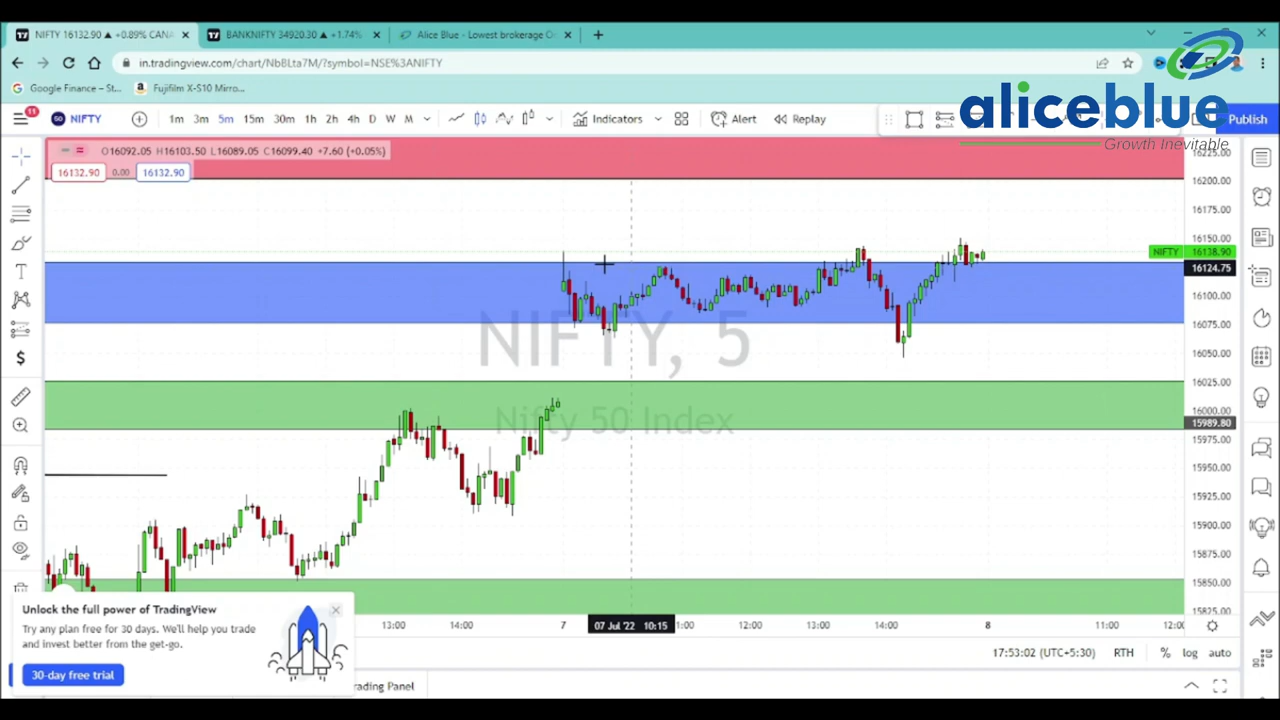 NIFTY 16132.90 ▲ +0.89% CANA
BANKNIFTY 34920.30 ▲ +1.74%
Alice Blue - Lowest brokerage
in.tradingview.com/chart/NbBLta7M/?symbol=NSE%3ANIFTY
Google Finance – St...
Fujifilm X-S10 Mirro...
aliceblue
Growth Inevitable
11
NIFTY
1m 3m 5m 15m 30m 1h 2h 4h D W M
Indicators
Alert
Replay
Publish
O16092.05 H16103.50 L16089.05 C16099.40 +7.60 (+0.05%)
16132.90 0.00 16132.90
16225.00
16200.00
16175.00
16150.00
NIFTY 16138.90
16124.75
16100.00
16075.00
16050.00
16025.00
16000.00
15989.80
15975.00
15950.00
15925.00
15900.00
15875.00
15850.00
15825.00
NIFTY, 5
Nifty 50 Index
13:00 14:00 7 07 Jul '22 10:15 1:00 12:00 13:00 14:00 8 11:00 12:00
Unlock the full power of TradingView
Try any plan free for 30 days. We'll help you trade
and invest better from the get-go.
30-day free trial
17:53:02 (UTC+5:30) RTH % log auto
rading Panel